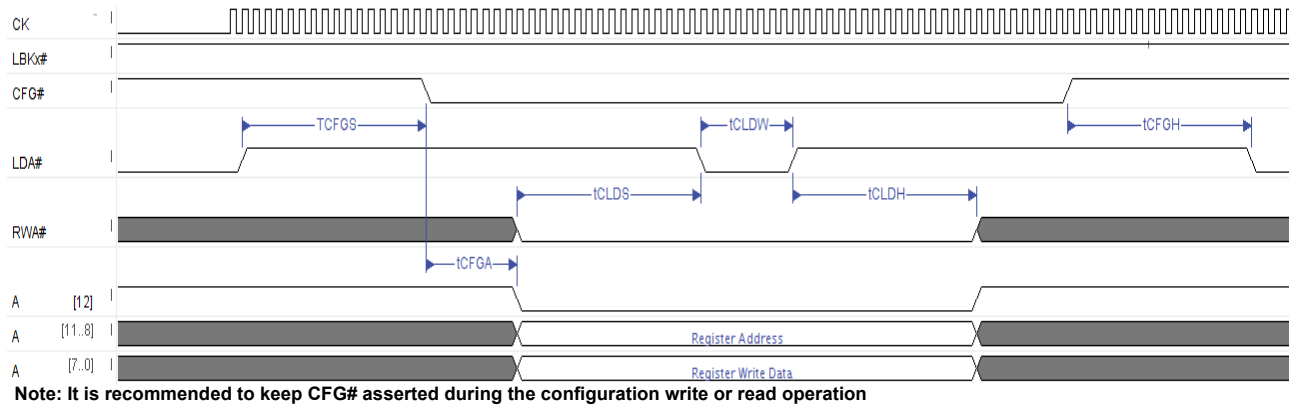 CK
LBKx#
CFG#
TCFGS
tCLDW
tCFGH
LDA#
tCLDS
tCLDH
RWA#
tCFGA
A [12]
A [11..8] Register Address
A [7..0] Register Write Data
Note: It is recommended to keep CFG# asserted during the configuration write or read operation